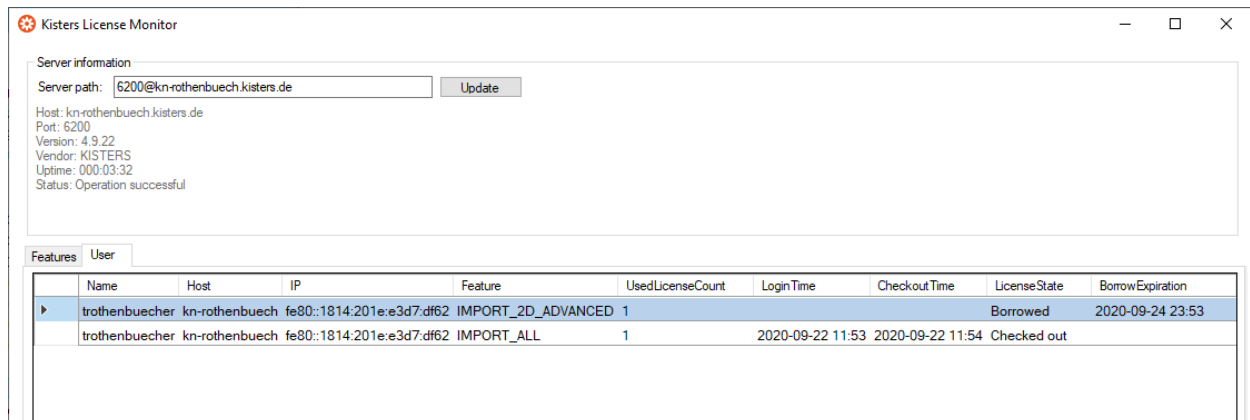 Kisters License Monitor
Server information
Server path: 6200@kn-rothenbuech.kisters.de Update
Host: kn-rothenbuech.kisters.de
Port: 6200
Version: 4.9.22
Vendor: KISTERS
Uptime: 000:03:32
Status: Operation successful
Features User
Name Host IP Feature UsedLicenseCount LoginTime CheckoutTime LicenseState BorrowExpiration
trothenbuecher kn-rothenbuech fe80::1814:201e:e3d7:df62 IMPORT_2D_ADVANCED 1 Borrowed 2020-09-24 23:53
trothenbuecher kn-rothenbuech fe80::1814:201e:e3d7:df62 IMPORT_ALL 1 2020-09-22 11:53 2020-09-22 11:54 Checked out